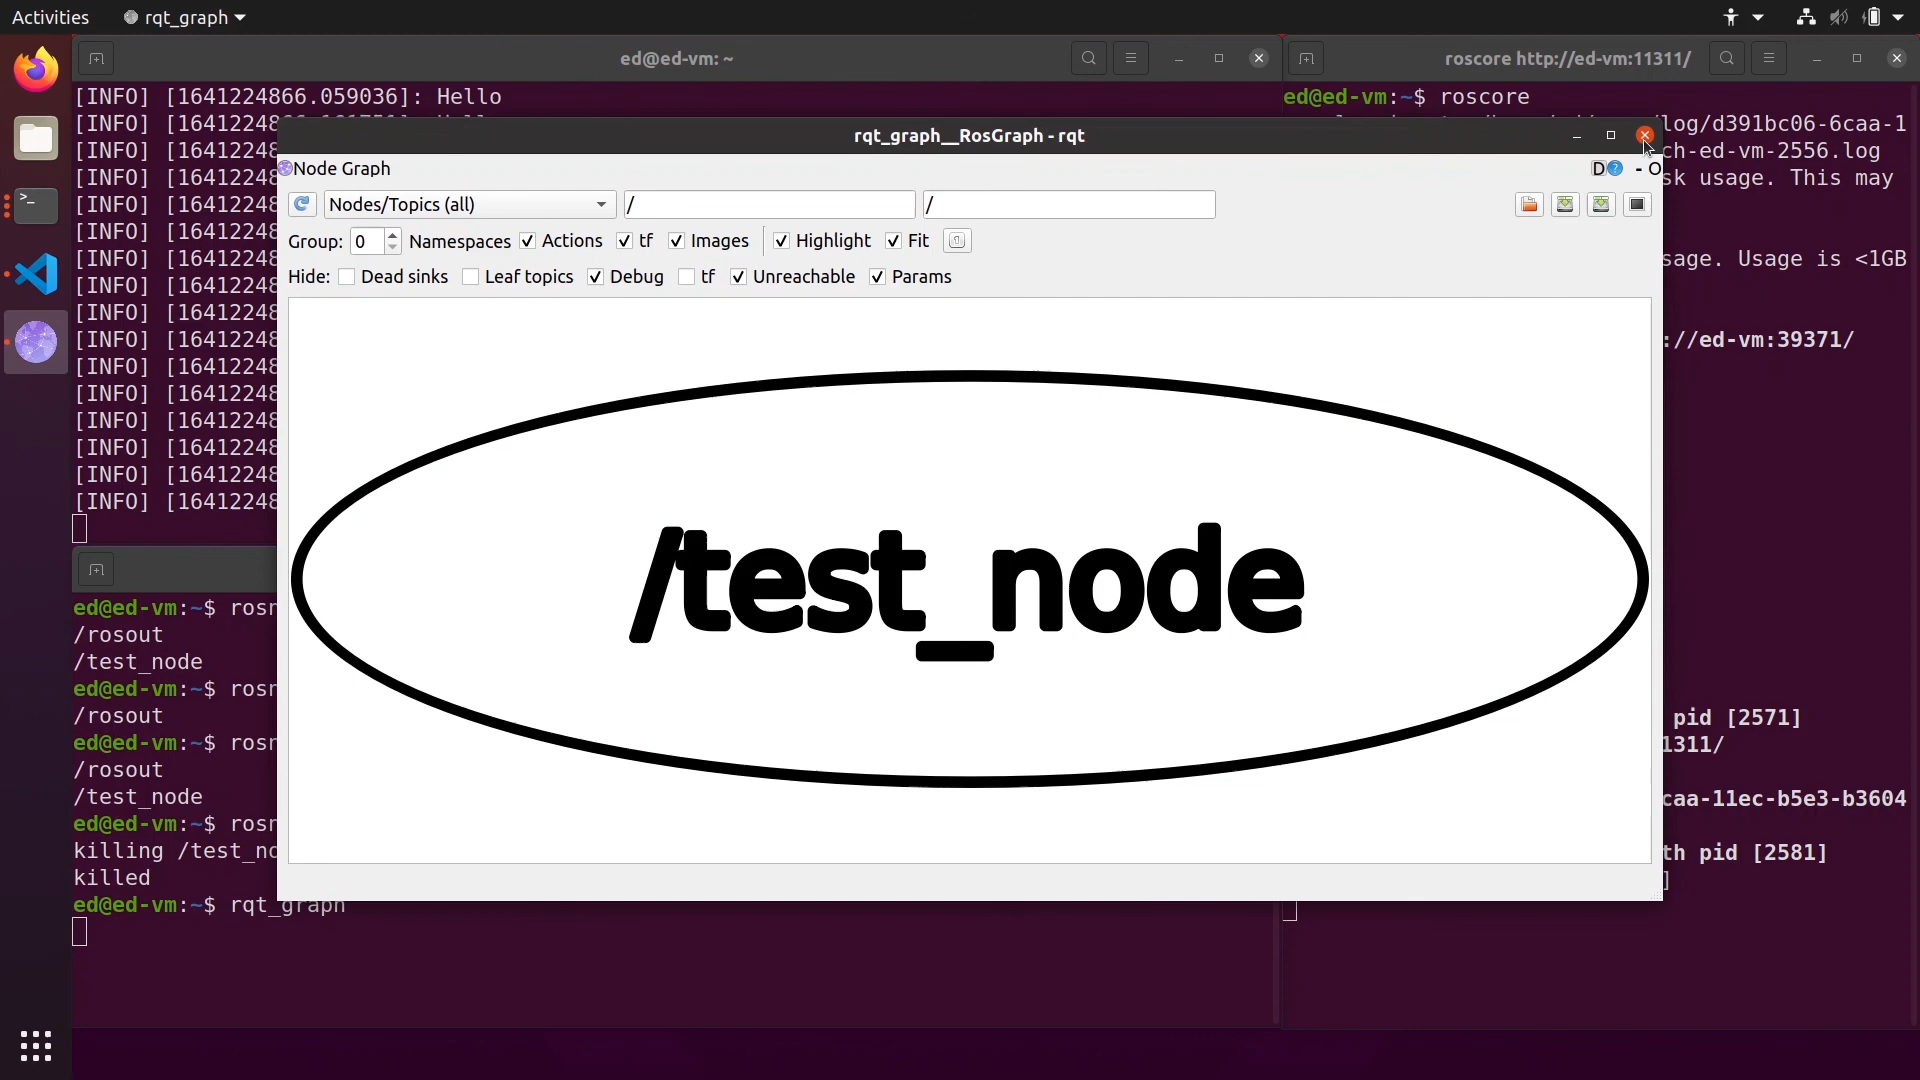 Activities rqt_graph
ed@ed-vm: ~
roscore http://ed-vm:11311/
[INFO] [1641224866.059036]: Hello
[INFO] [1641224866
[INFO] [16412248
[INFO] [16412248
[INFO] [16412248
[INFO] [16412248
[INFO] [16412248
[INFO] [16412248
[INFO] [16412248
[INFO] [16412248
[INFO] [16412248
[INFO] [16412248
[INFO] [16412248
[INFO] [16412248
[INFO] [16412248
[INFO] [16412248
ed@ed-vm:~$ roscore
log/d391bc06-6caa-1
ch-ed-vm-2556.log
sk usage. This may
sage. Usage is <1GB
://ed-vm:39371/
pid [2571]
1311/
caa-11ec-b5e3-b3604
th pid [2581]
]
rqt_graph__RosGraph - rqt
Node Graph
D ? - O
Nodes/Topics (all) / /
Group: 0 Namespaces Actions tf Images Highlight Fit
Hide: Dead sinks Leaf topics Debug tf Unreachable Params
/test_node
ed@ed-vm:~$ rosn
/rosout
/test_node
ed@ed-vm:~$ rosn
/rosout
ed@ed-vm:~$ rosn
/rosout
/test_node
ed@ed-vm:~$ rosn
killing /test_no
killed
ed@ed-vm:~$ rqt_graph